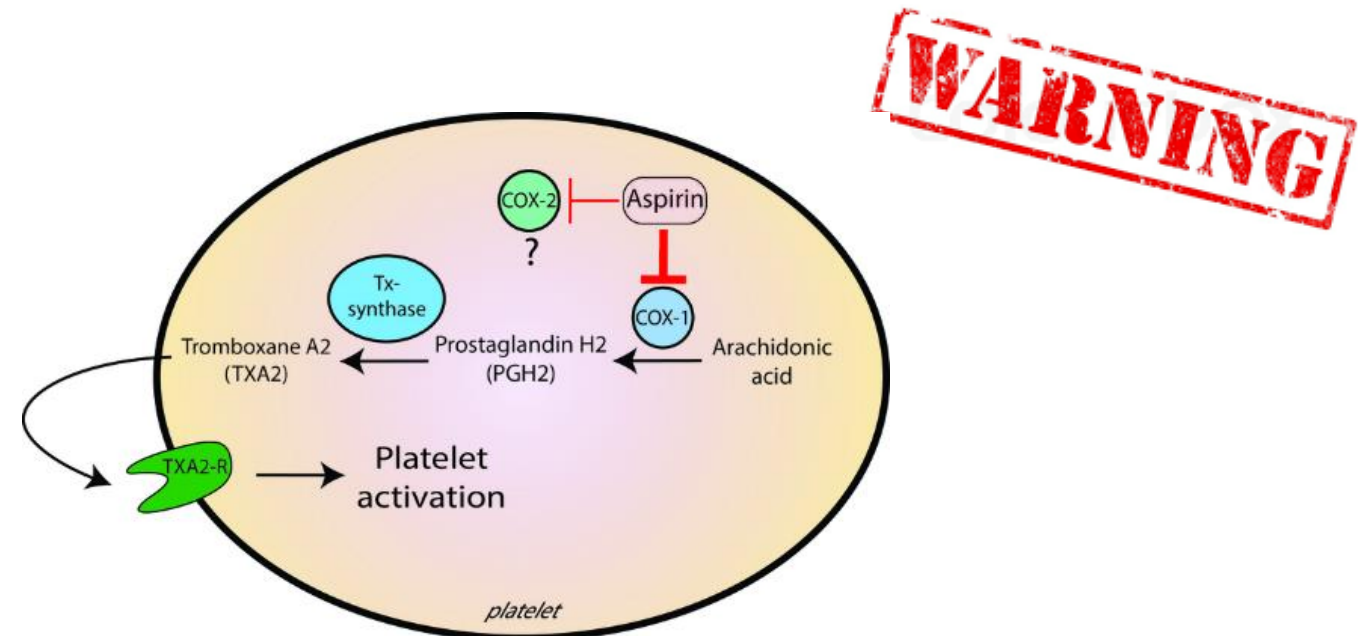 WARNING
COX-2
Aspirin
?
Tx-
synthase
COX-1
Tromboxane A2
(TXA2)
Prostaglandin H2
(PGH2)
Arachidonic
acid
TXA2-R
Platelet
activation
platelet